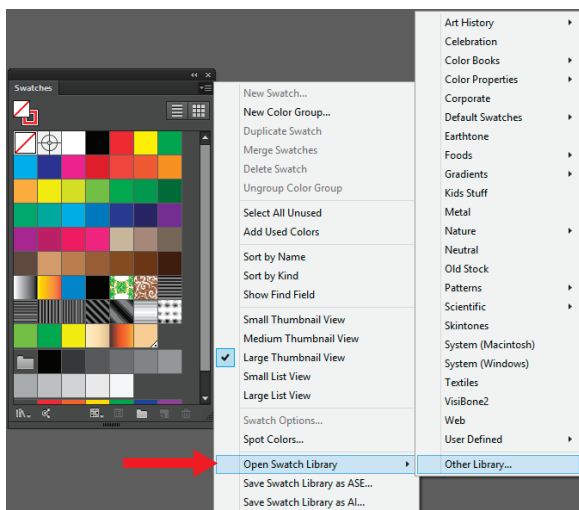 Swatches
New Swatch...
New Color Group...
Duplicate Swatch
Merge Swatches
Delete Swatch
Ungroup Color Group
Select All Unused
Add Used Colors
Sort by Name
Sort by Kind
Show Find Field
Small Thumbnail View
Medium Thumbnail View
Large Thumbnail View
Small List View
Large List View
Swatch Options...
Spot Colors...
Open Swatch Library
Save Swatch Library as ASE...
Save Swatch Library as AI...
Art History
Celebration
Color Books
Color Properties
Corporate
Default Swatches
Earthtone
Foods
Gradients
Kids Stuff
Metal
Nature
Neutral
Old Stock
Patterns
Scientific
Skintones
System (Macintosh)
System (Windows)
Textiles
VisiBone2
Web
User Defined
Other Library...